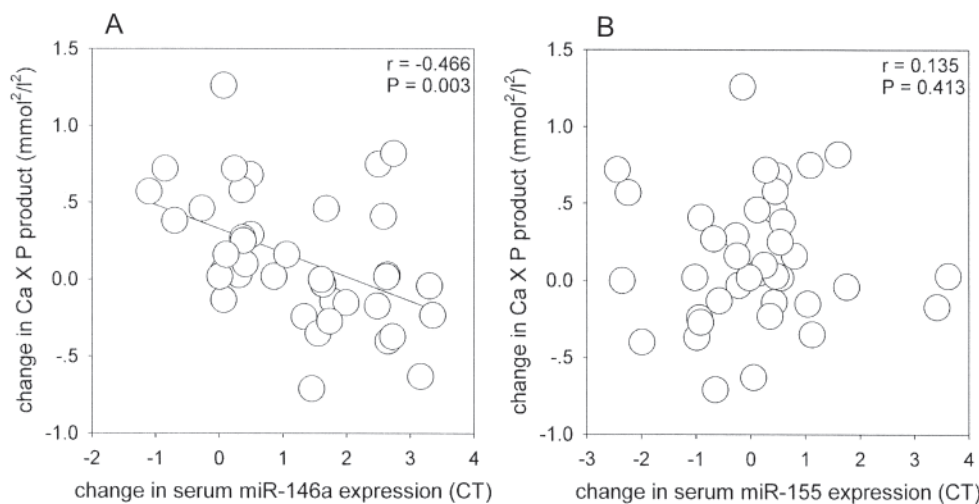 A
B
r = -0.466
P = 0.003
r = 0.135
P = 0.413
change in Ca X P product (mmol²/l²)
1.5
1.0
.5
0.0
-.5
-1.0
-2 -1 0 1 2 3 4
change in serum miR-146a expression (CT)
change in Ca X P product (mmol²/l²)
1.5
1.0
.5
0.0
-.5
-1.0
-3 -2 -1 0 1 2 3 4
change in serum miR-155 expression (CT)